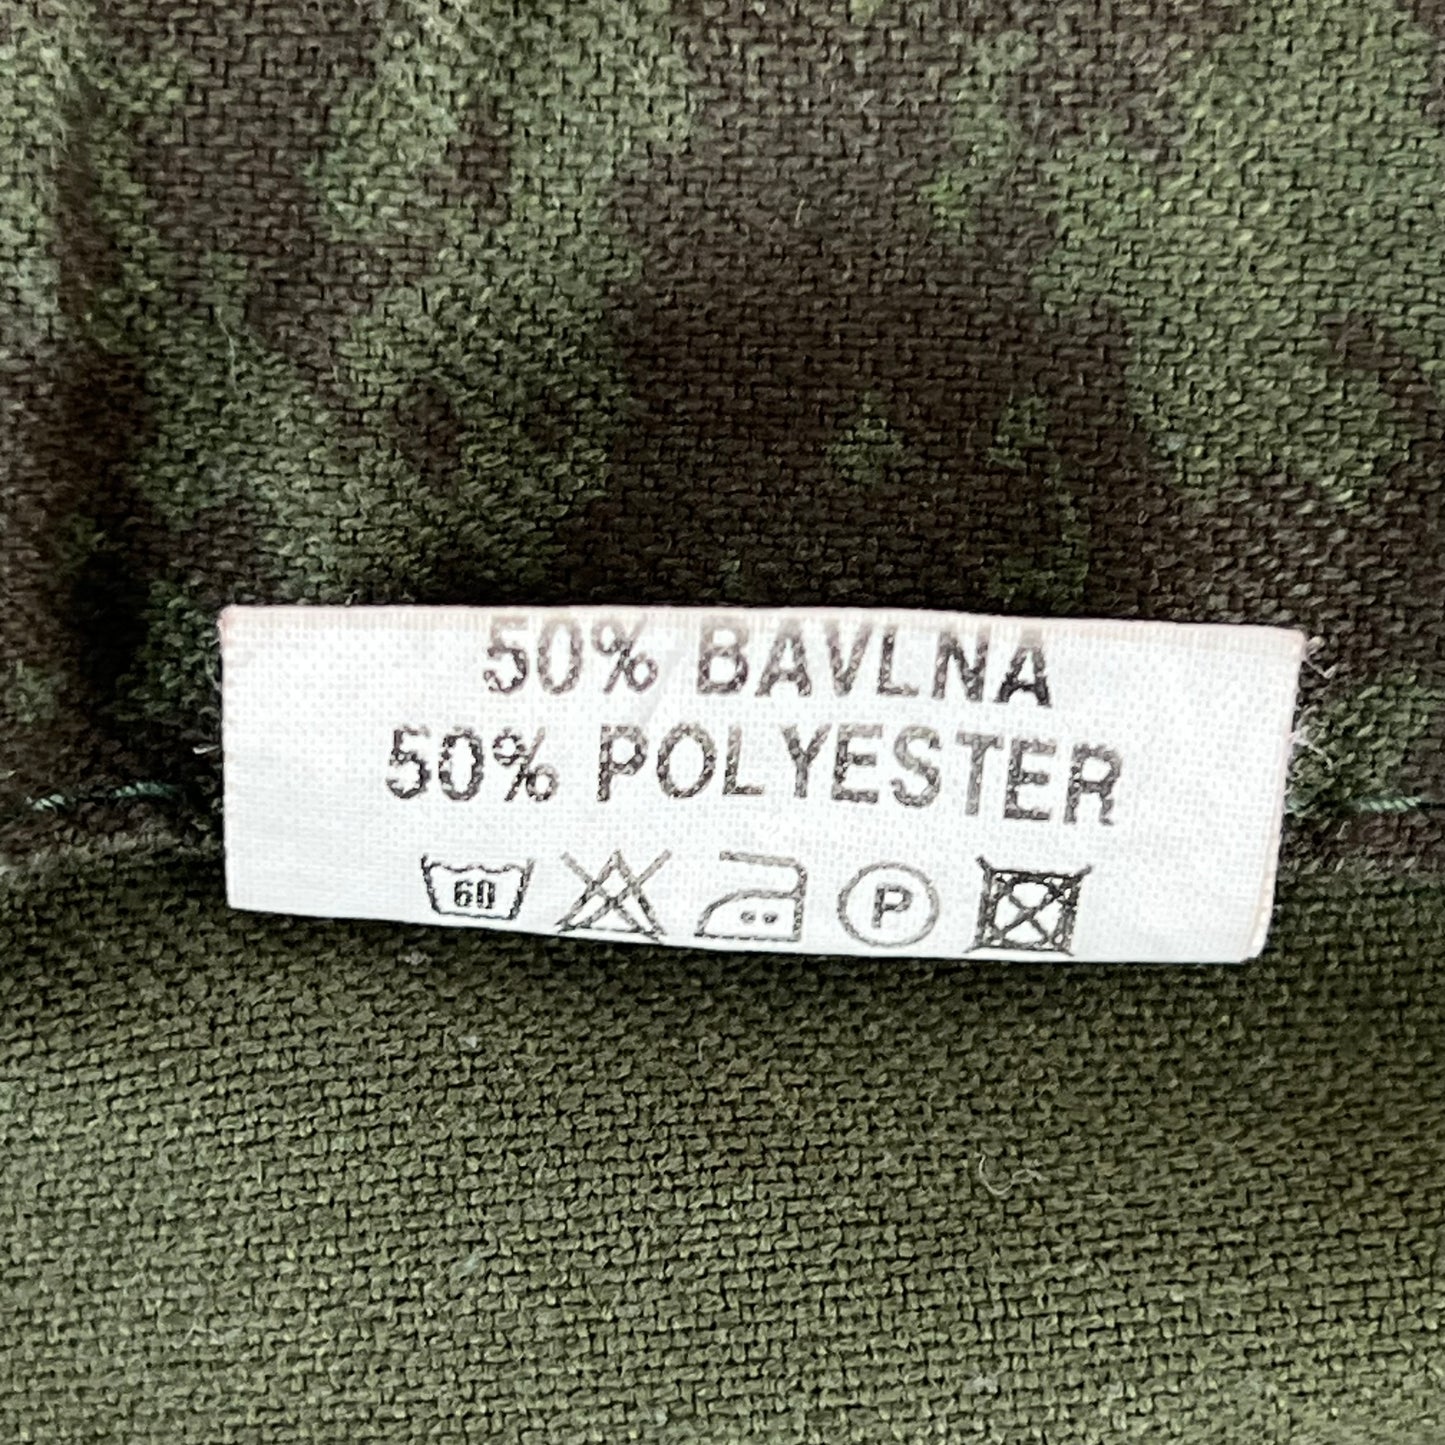 50% BAVLNA
50% POLYESTER
60 P